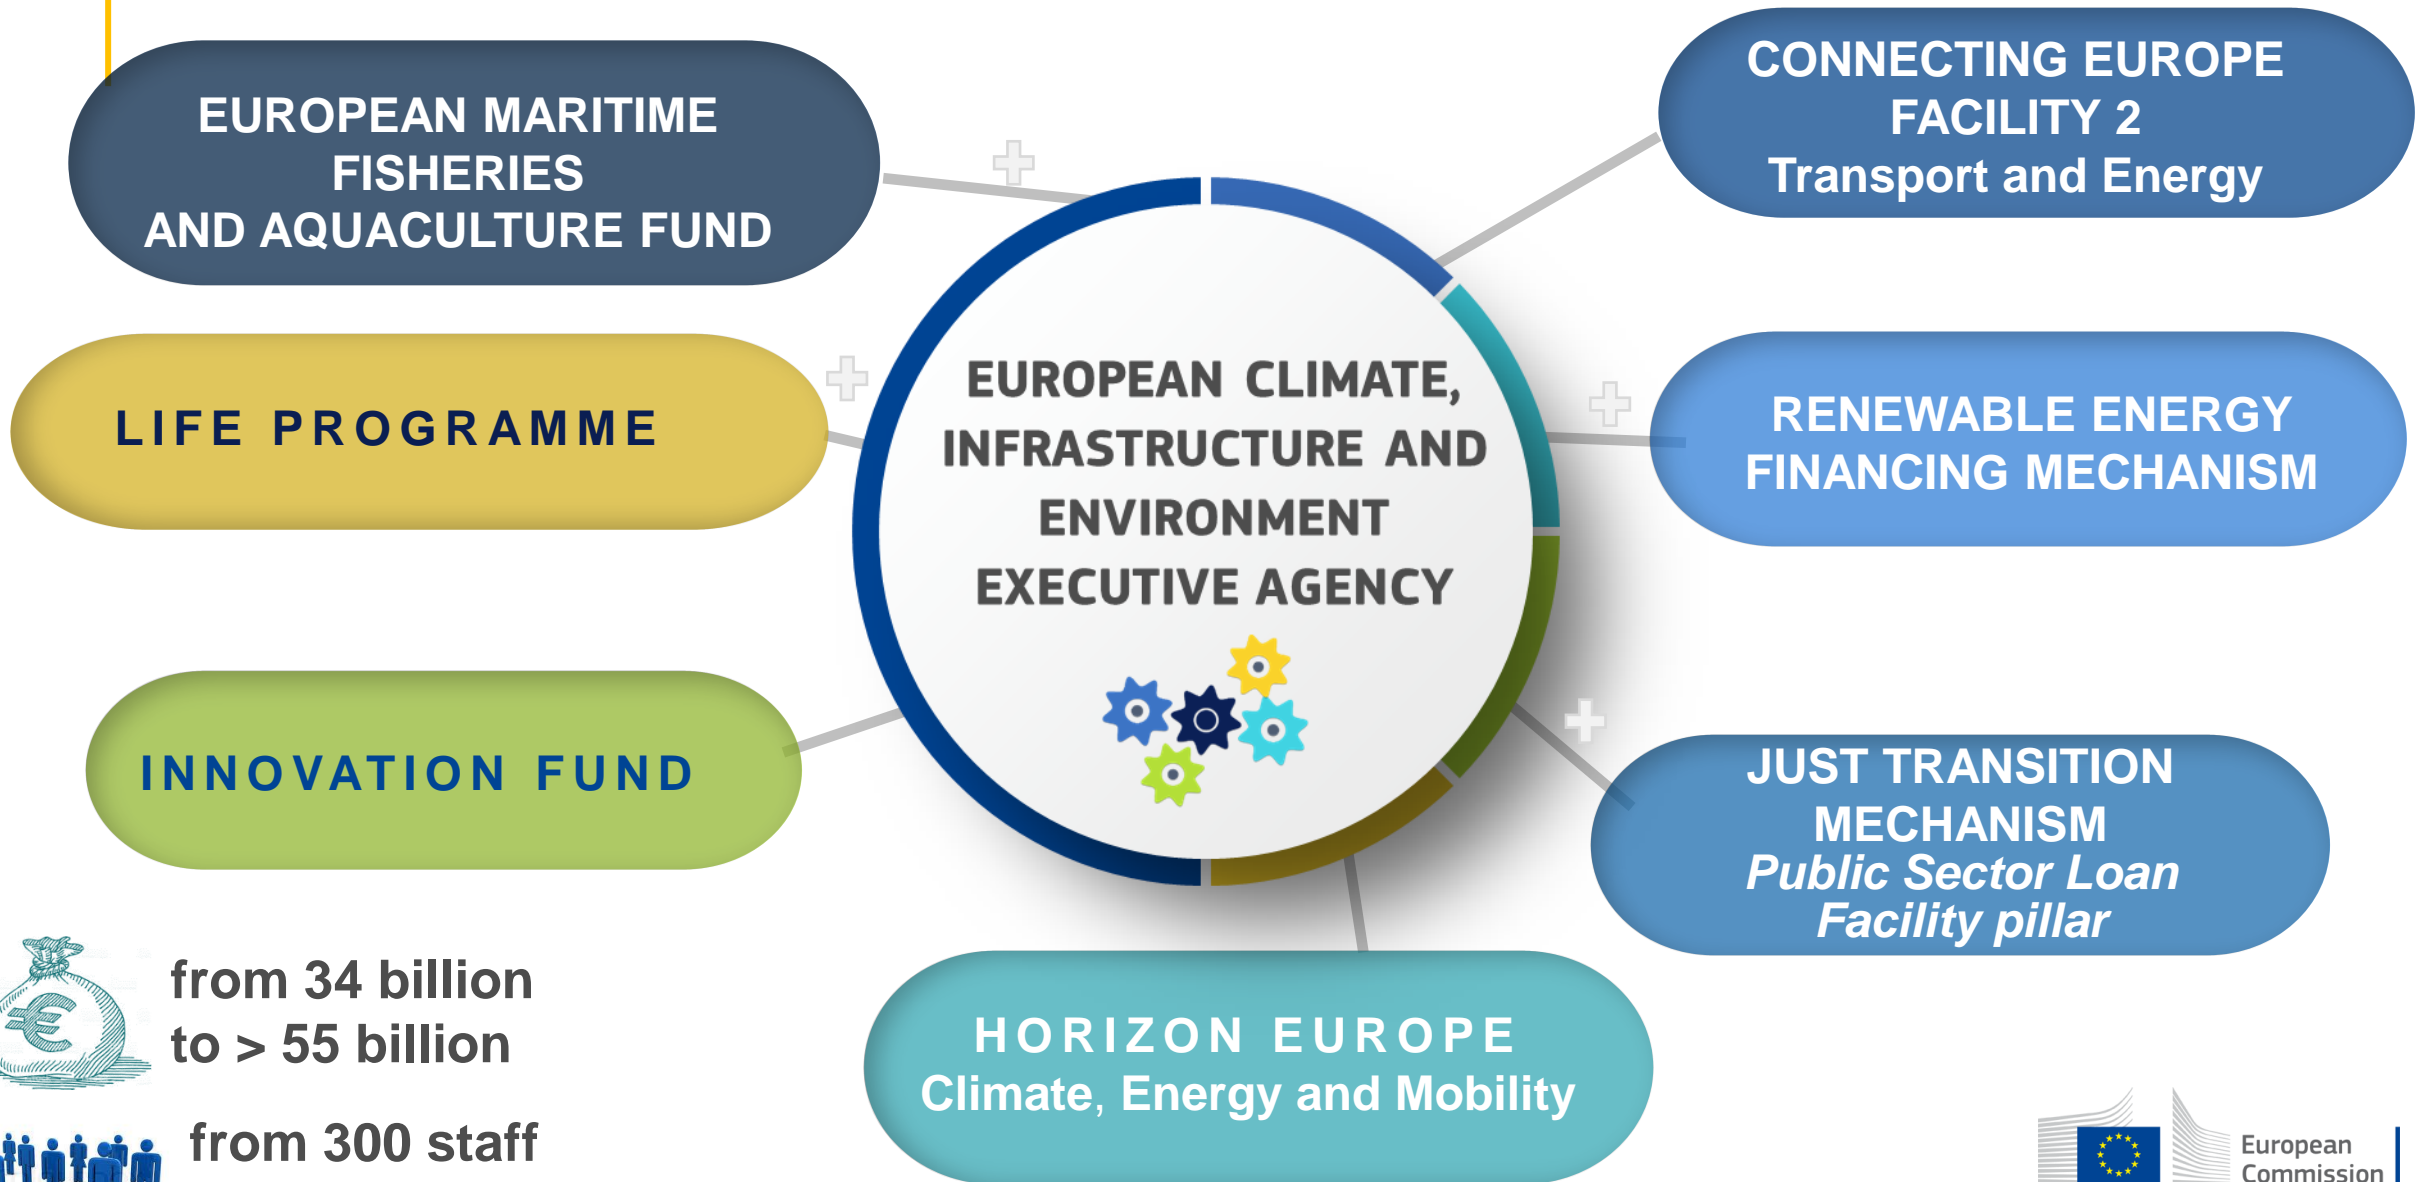 EUROPEAN MARITIME
FISHERIES
AND AQUACULTURE FUND
CONNECTING EUROPE
FACILITY 2
Transport and Energy
LIFE PROGRAMME
EUROPEAN CLIMATE,
INFRASTRUCTURE AND
ENVIRONMENT
EXECUTIVE AGENCY
RENEWABLE ENERGY
FINANCING MECHANISM
INNOVATION FUND
JUST TRANSITION
MECHANISM
Public Sector Loan
Facility pillar
HORIZON EUROPE
Climate, Energy and Mobility
€
from 34 billion
to > 55 billion
from 300 staff
European
Commission